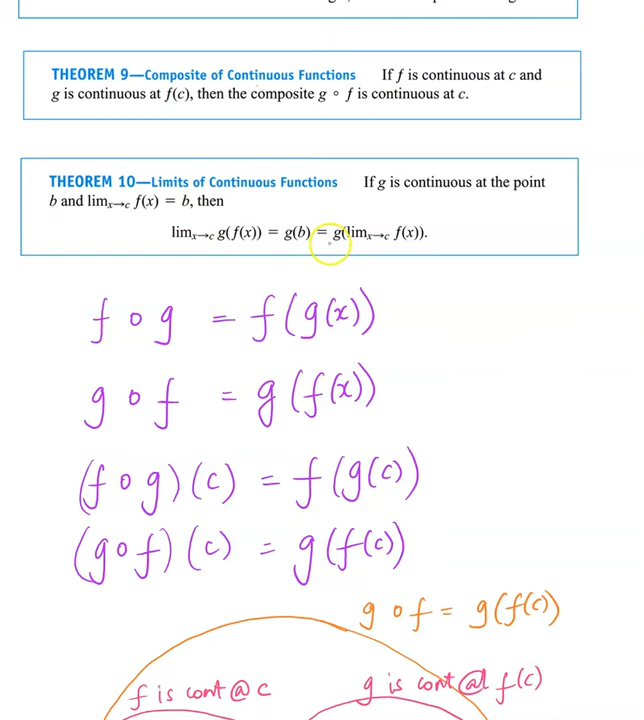 THEOREM 9—Composite of Continuous Functions If f is continuous at c and
g is continuous at f(c), then the composite g ∘ f is continuous at c.
THEOREM 10—Limits of Continuous Functions If g is continuous at the point
b and lim_{x→c} f(x) = b, then
lim_{x→c} g(f(x)) = g(b) = g(lim_{x→c} f(x)).
f ∘ g = f(g(x))
g ∘ f = g(f(x))
(f ∘ g)(c) = f(g(c))
(g ∘ f)(c) = g(f(c))
g ∘ f = g(f(c))
f is cont @ c g is cont @ f(c)